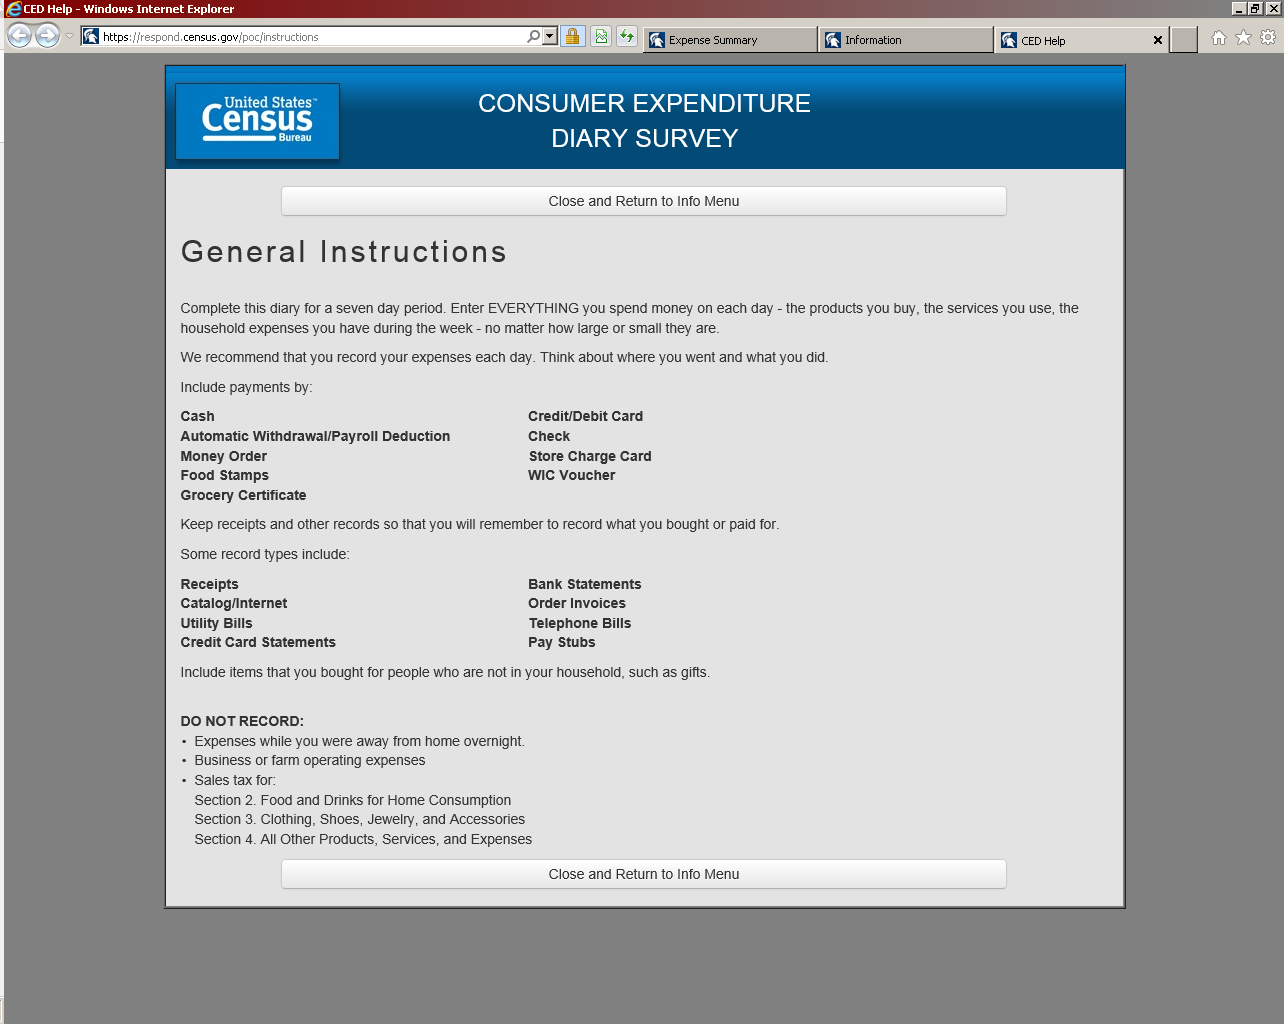 CED Help - Windows Internet Explorer
https://respond.census.gov/poc/instructions
Expense Summary
Information
CED Help
United States™
Census
Bureau
CONSUMER EXPENDITURE
DIARY SURVEY
Close and Return to Info Menu
General Instructions
Complete this diary for a seven day period. Enter EVERYTHING you spend money on each day - the products you buy, the services you use, the
household expenses you have during the week - no matter how large or small they are.
We recommend that you record your expenses each day. Think about where you went and what you did.
Include payments by:
Cash Credit/Debit Card
Automatic Withdrawal/Payroll Deduction Check
Money Order Store Charge Card
Food Stamps WIC Voucher
Grocery Certificate
Keep receipts and other records so that you will remember to record what you bought or paid for.
Some record types include:
Receipts Bank Statements
Catalog/Internet Order Invoices
Utility Bills Telephone Bills
Credit Card Statements Pay Stubs
Include items that you bought for people who are not in your household, such as gifts.
DO NOT RECORD:
• Expenses while you were away from home overnight.
• Business or farm operating expenses
• Sales tax for:
Section 2. Food and Drinks for Home Consumption
Section 3. Clothing, Shoes, Jewelry, and Accessories
Section 4. All Other Products, Services, and Expenses
Close and Return to Info Menu